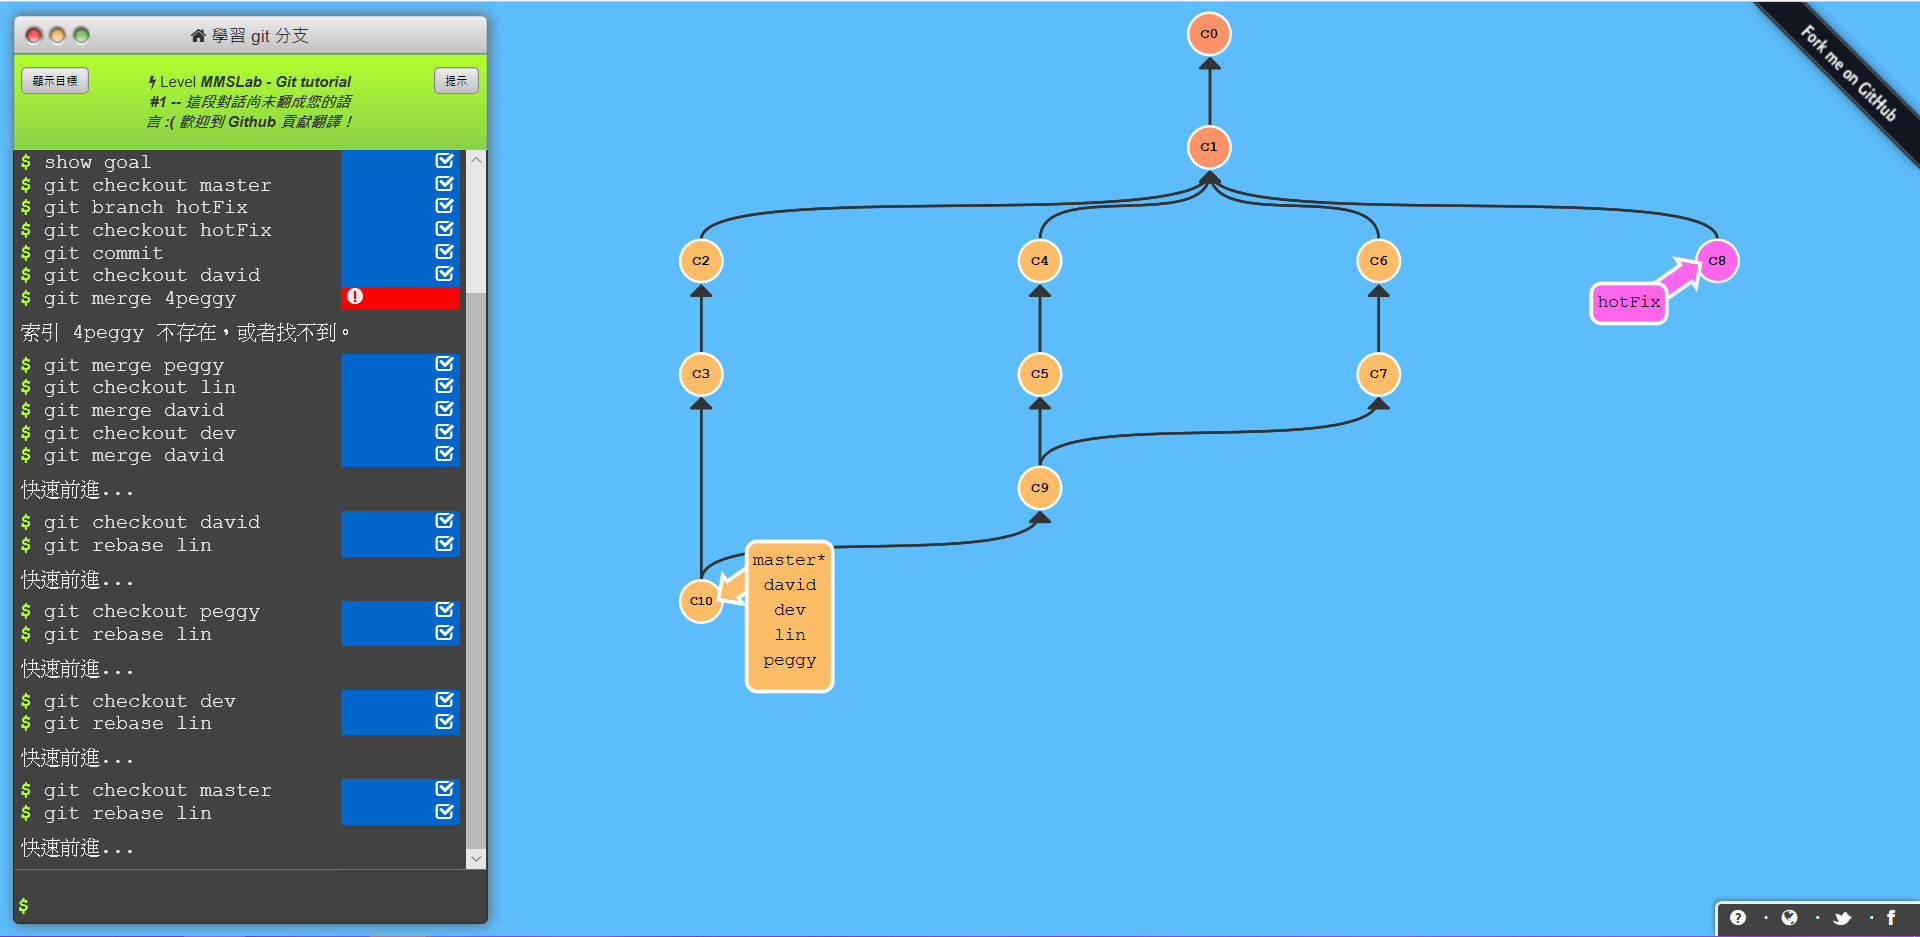 學習 git 分支
顯示目標
Level MMSLab - Git tutorial
#1 -- 這段對話尚未翻成您的語
言 :( 歡迎到 Github 貢獻翻譯！
提示
$ show goal
$ git checkout master
$ git branch hotFix
$ git checkout hotFix
$ git commit
$ git checkout david
$ git merge 4peggy
索引 4peggy 不存在，或者找不到。
$ git merge peggy
$ git checkout lin
$ git merge david
$ git checkout dev
$ git merge david
快速前進...
$ git checkout david
$ git rebase lin
快速前進...
$ git checkout peggy
$ git rebase lin
快速前進...
$ git checkout dev
$ git rebase lin
快速前進...
$ git checkout master
$ git rebase lin
快速前進...
$
C0
C1
C2
C4
C6
C8
hotFix
C3
C5
C7
C9
C10
master*
david
dev
lin
peggy
Fork me on GitHub